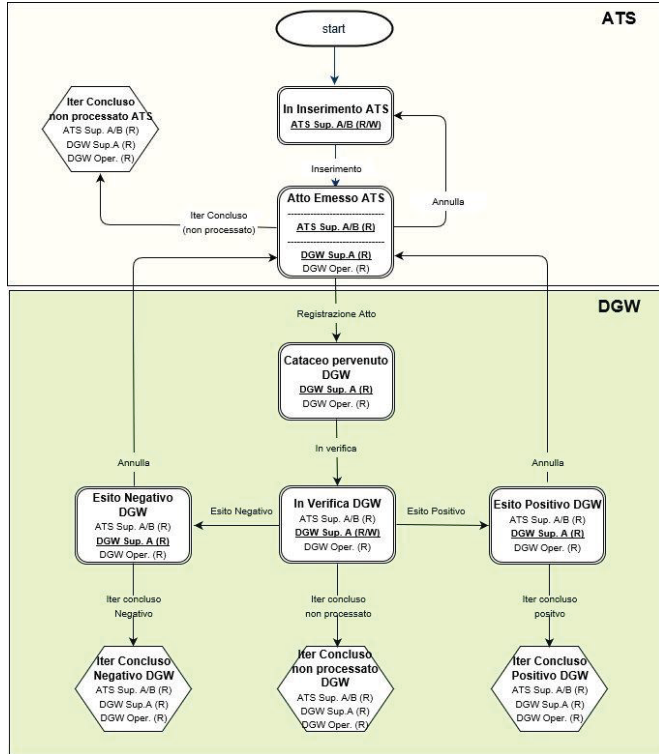 ATS
start
Iter Concluso
non processato ATS
ATS Sup. A/B (R)
DGW Sup.A (R)
DGW Oper. (R)
In Inserimento ATS
ATS Sup. A/B (R/W)
Inserimento
Atto Emesso ATS
----------------------------
ATS Sup. A/B (R)
----------------------------
DGW Sup.A (R)
DGW Oper. (R)
Iter Concluso
(non processato)
Annulla
DGW
Registrazione Atto
Cataceo pervenuto
DGW
DGW Sup. A (R)
DGW Oper. (R)
In verifica
Annulla
Annulla
Esito Negativo
DGW
ATS Sup. A/B (R)
DGW Sup. A (R)
DGW Oper. (R)
Esito Negativo
In Verifica DGW
ATS Sup. A/B (R)
DGW Sup. A (R/W)
DGW Oper. (R)
Esito Positivo
Esito Positivo DGW
ATS Sup. A/B (R)
DGW Sup. A (R)
DGW Oper. (R)
Iter concluso
Negativo
Iter concluso
non processato
Iter concluso
positvo
Iter Concluso
Negativo DGW
ATS Sup. A/B (R)
DGW Sup.A (R)
DGW Oper. (R)
Iter Concluso
non processato
DGW
ATS Sup. A/B (R)
DGW Sup.A (R)
DGW Oper. (R)
Iter Concluso
Positivo DGW
ATS Sup. A/B (R)
DGW Sup.A (R)
DGW Oper. (R)